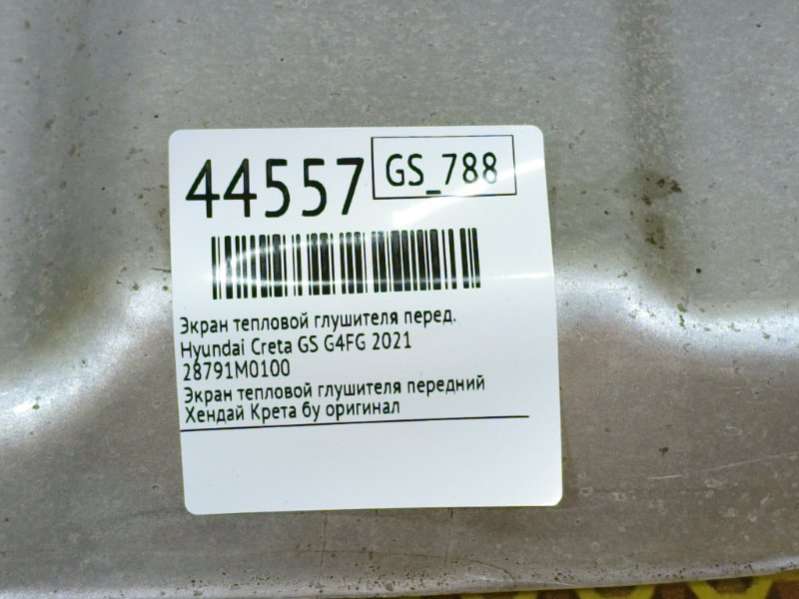 44557 GS_788
Экран тепловой глушителя перед.
Hyundai Creta GS G4FG 2021
28791M0100
Экран тепловой глушителя передний
Хендай Крета бу оригинал